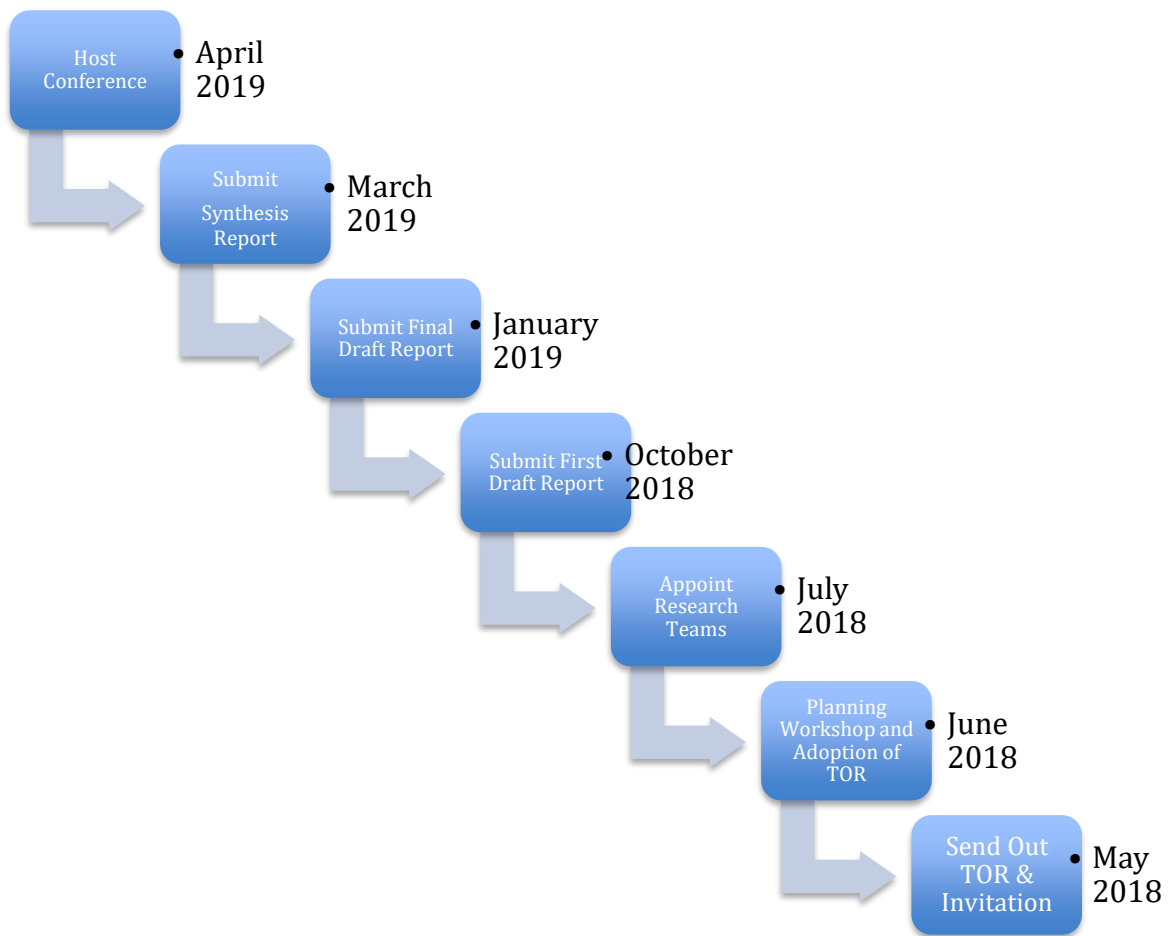 Host
Conference
• April
2019
Submit
Synthesis
Report
• March
2019
Submit Final
Draft Report
• January
2019
Submit First
Draft Report
• October
2018
Appoint
Research
Teams
• July
2018
Planning
Workshop and
Adoption of
TOR
• June
2018
Send Out
TOR &
Invitation
• May
2018